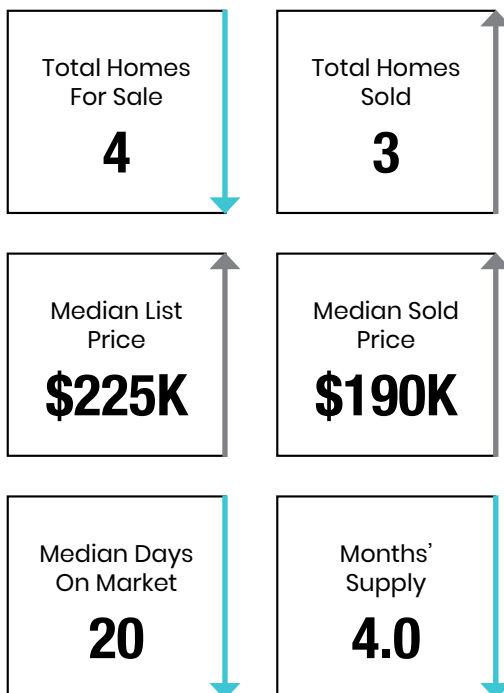 Total Homes
For Sale
4
Total Homes
Sold
3
Median List
Price
$225K
Median Sold
Price
$190K
Median Days
On Market
20
Months’
Supply
4.0